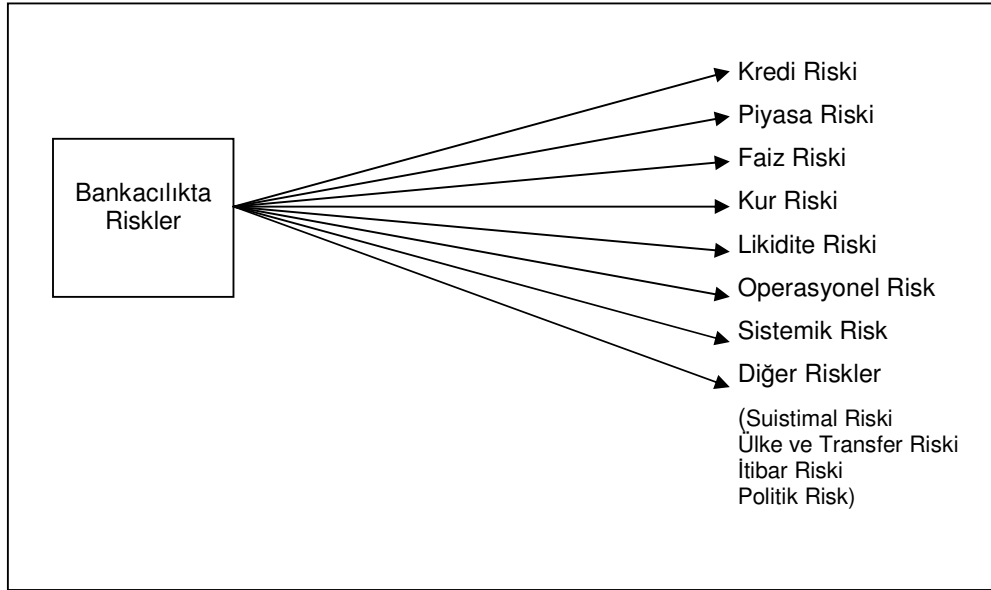 Bankacılıkta
Riskler
Kredi Riski
Piyasa Riski
Faiz Riski
Kur Riski
Likidite Riski
Operasyonel Risk
Sistemik Risk
Diğer Riskler
(Suistimal Riski
Ülke ve Transfer Riski
İtibar Riski
Politik Risk)